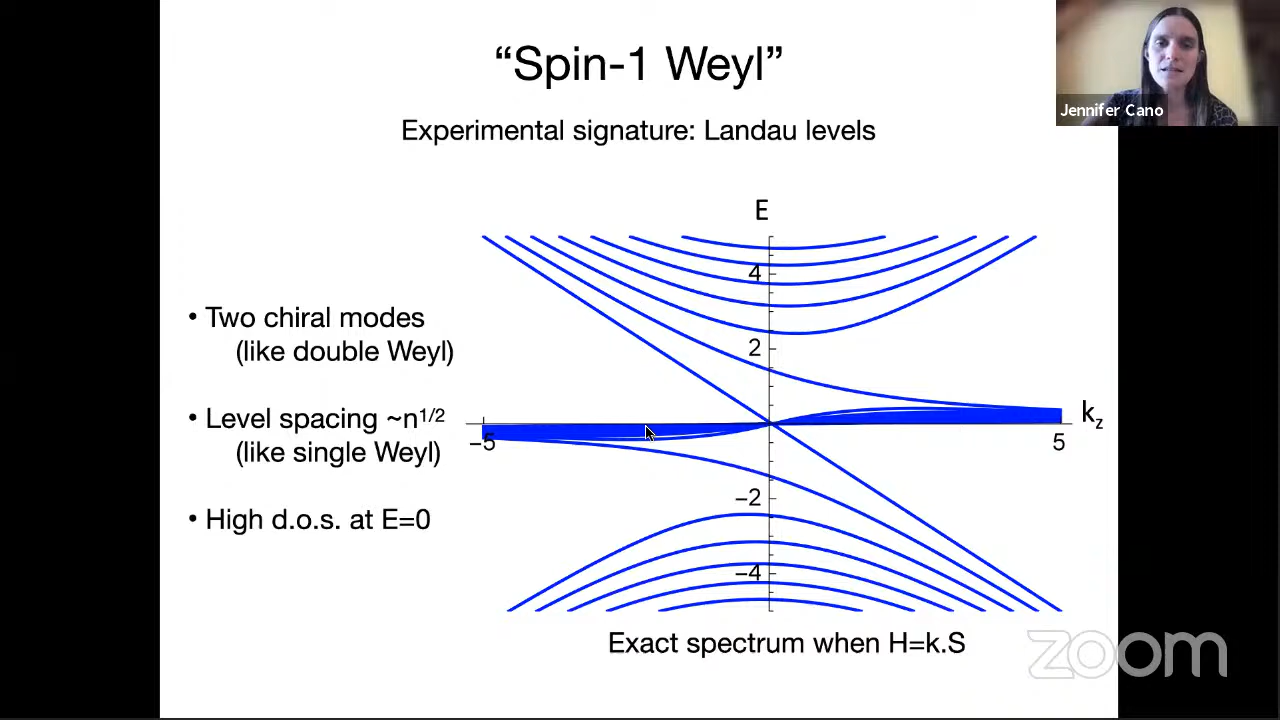 “Spin-1 Weyl”
Jennifer Cano
Experimental signature: Landau levels
E
4
2
• Two chiral modes
(like double Weyl)
• Level spacing ~n^1/2
(like single Weyl)
• High d.o.s. at E=0
−5
5
k_z
−2
−4
Exact spectrum when H=k.S
zoom